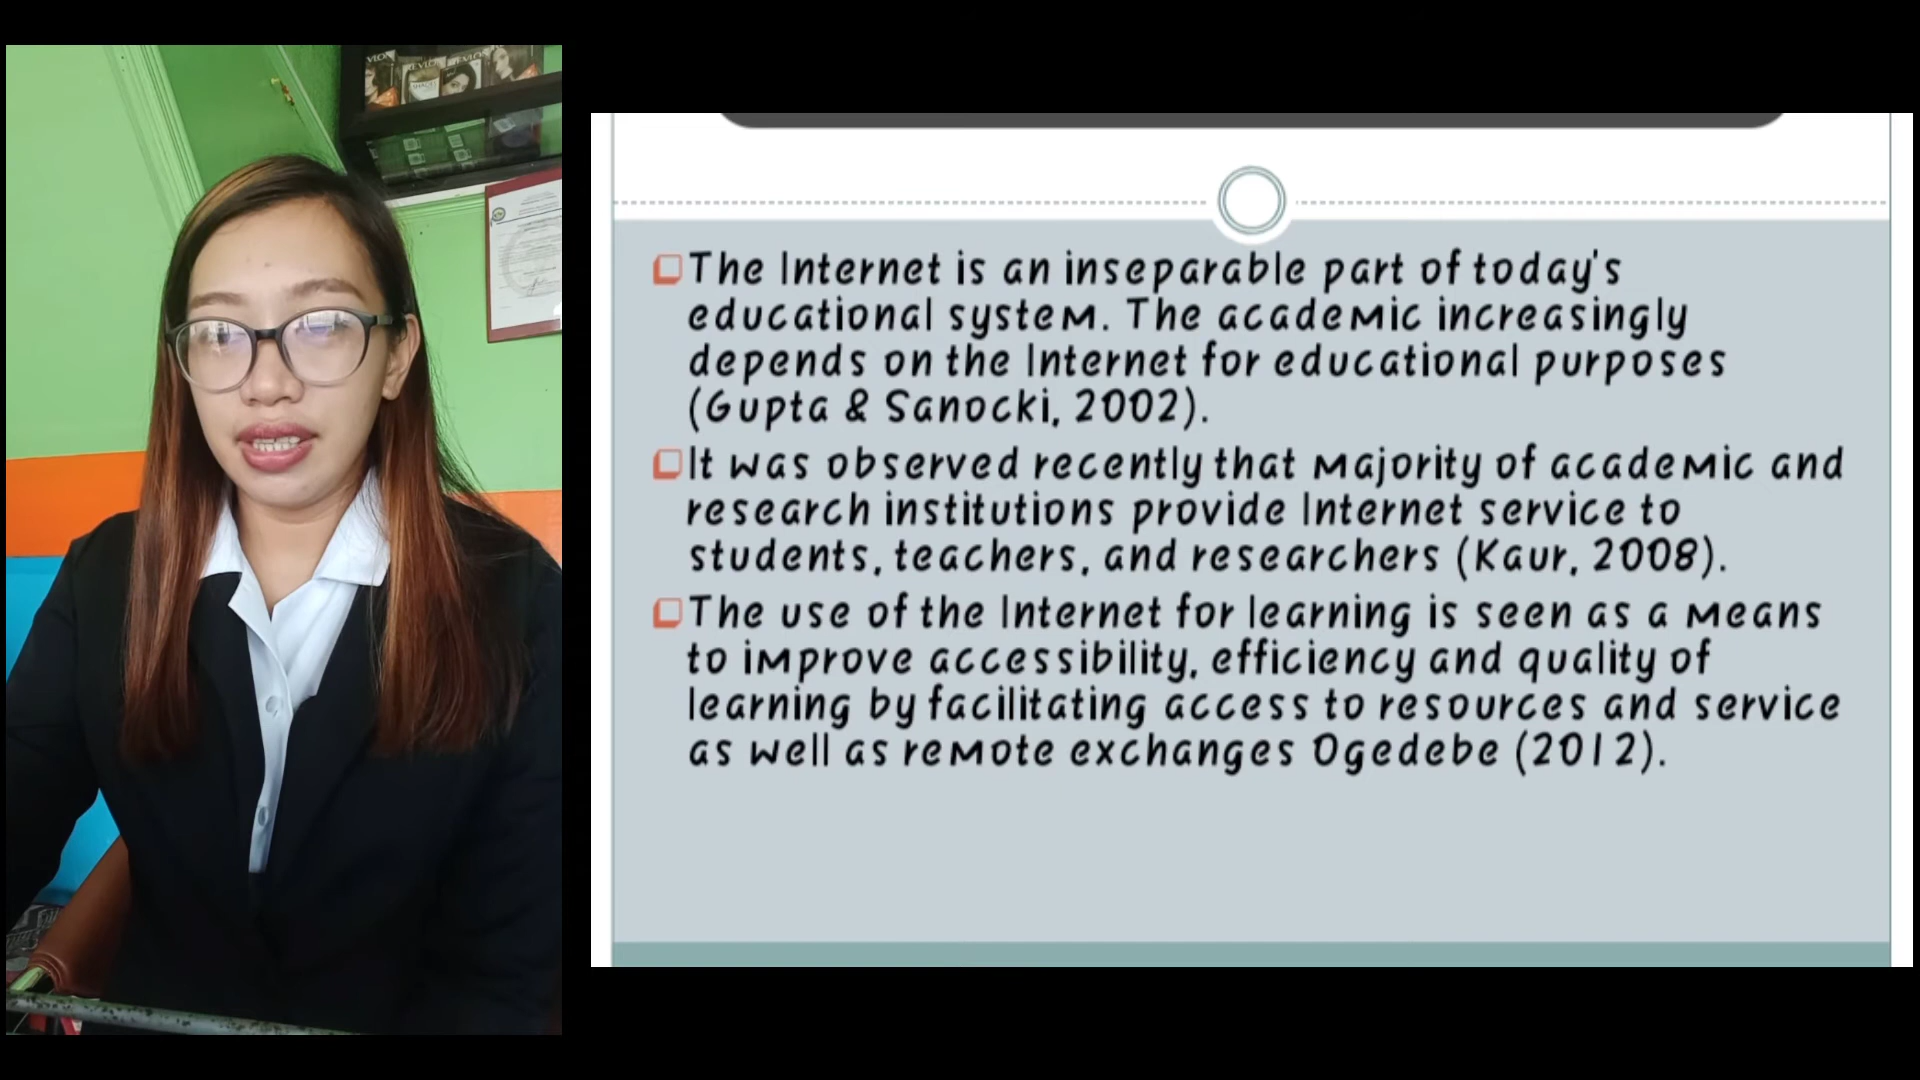 VLON
REVLON
REVLON
The Internet is an inseparable part of today's
educational system. The academic increasingly
depends on the Internet for educational purposes
(Gupta & Sanocki, 2002).
It was observed recently that majority of academic and
research institutions provide Internet service to
students, teachers, and researchers (Kaur, 2008).
The use of the Internet for learning is seen as a means
to improve accessibility, efficiency and quality of
learning by facilitating access to resources and service
as well as remote exchanges Ogedebe (2012).